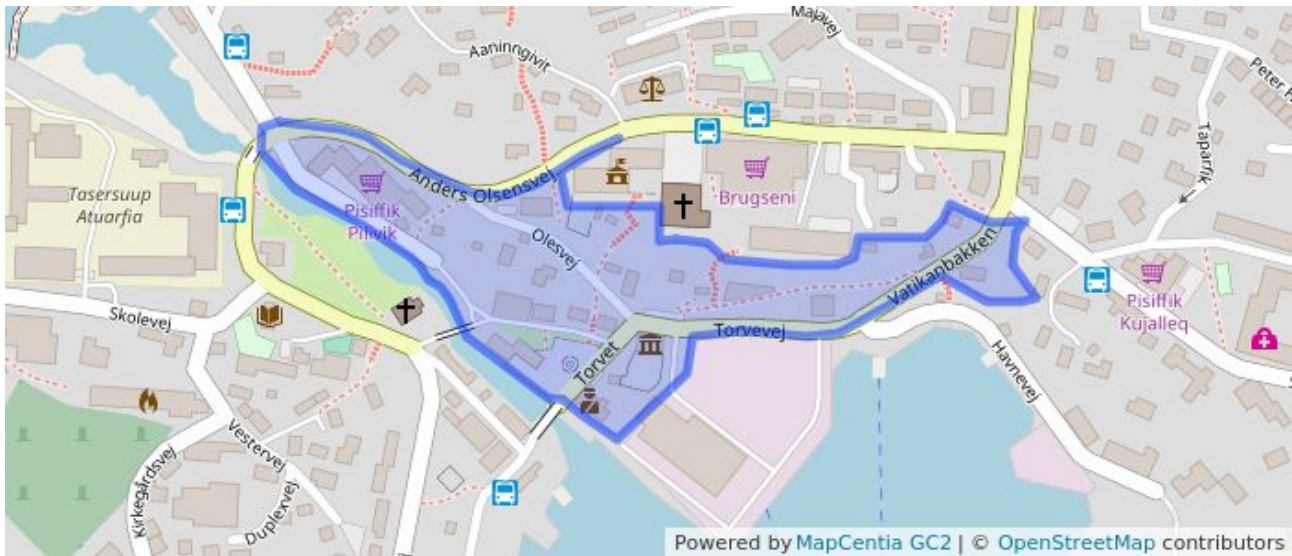 Majavej
Aaninngivit
Peter
Taparfik
Tasersuup
Atuarfia
Anders Olsensvej
Pisiffik
Pilivik
Brugseni
Olesvej
Vatikanbakken
Skolevej
Torvevej
Torvet
Pisiffik
Kujalleq
Havnevej
Vestervej
Kirkegårdsvej
Duplexvej
Powered by MapCentia GC2 | © OpenStreetMap contributors